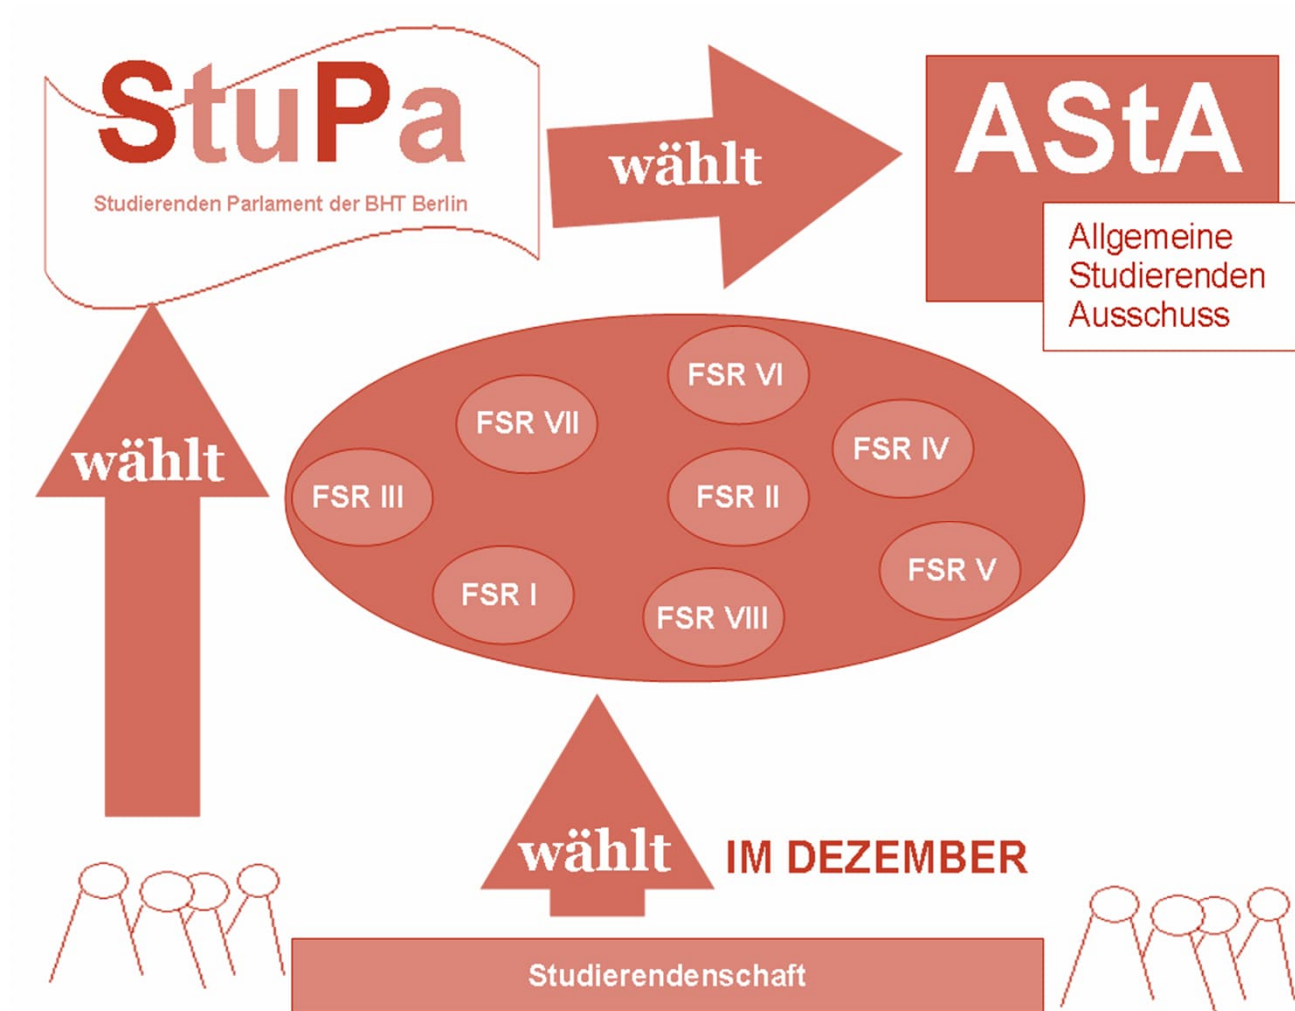 StuPa
Studierenden Parlament der BHT Berlin
wählt
AStA
Allgemeine
Studierenden
Ausschuss
wählt
FSR VI
FSR VII
FSR IV
FSR III
FSR II
FSR V
FSR I
FSR VIII
wählt
IM DEZEMBER
Studierendenschaft